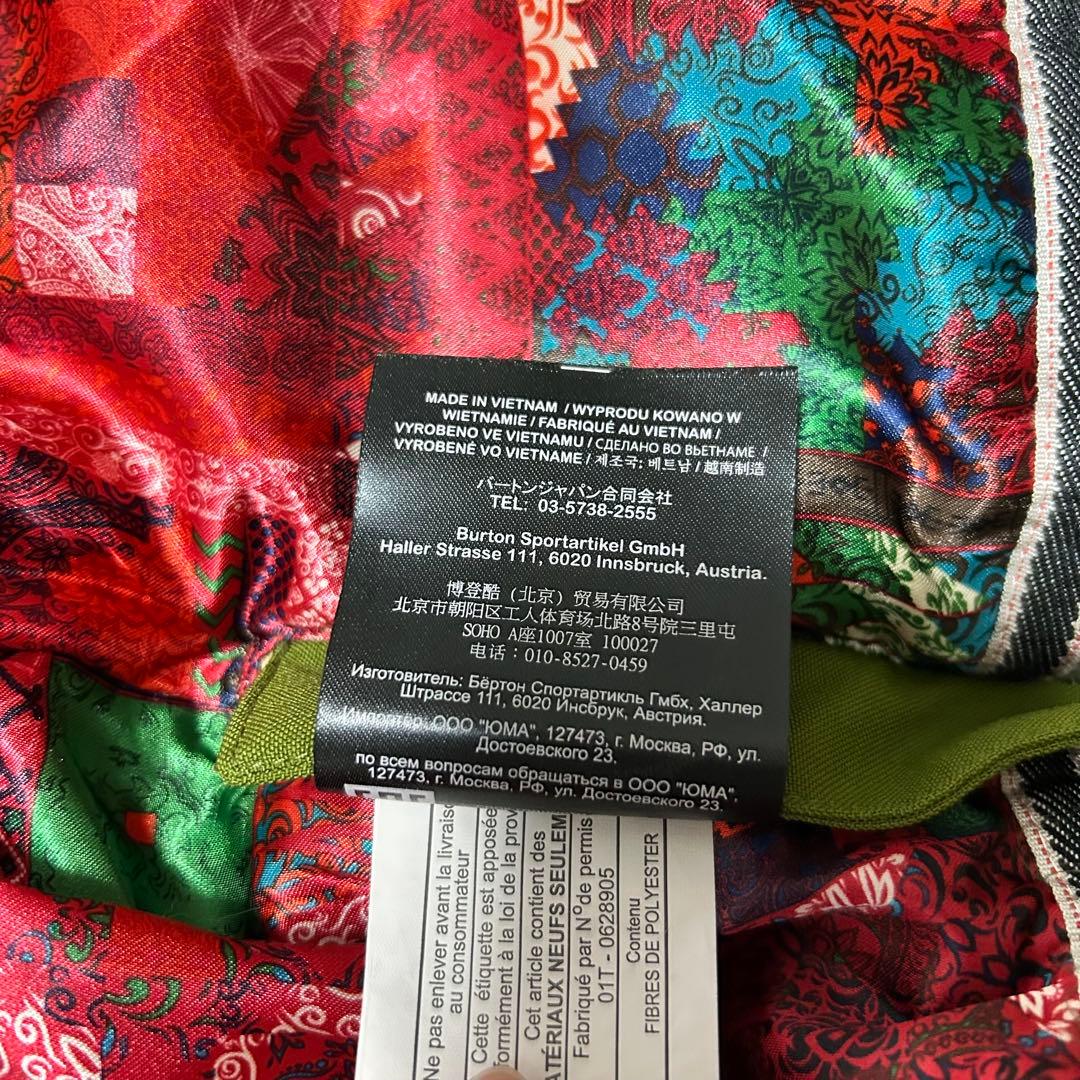 MADE IN VIETNAM / WYPRODU KOWANO W
WIETNAMIE / FABRIQUÉ AU VIETNAM /
VYROBENO VE VIETNAMU / СДЕЛАНО ВО ВЬЕТНАМЕ /
VYROBENÉ VO VIETNAME / 제조국: 베트남 / 越南制造
バートンジャパン合同会社
TEL: 03-5738-2555
Burton Sportartikel GmbH
Haller Strasse 111, 6020 Innsbruck, Austria.
博登酷（北京）贸易有限公司
北京市朝阳区工人体育场北路8号院三里屯
SOHO A座1007室 100027
电话：010-8527-0459
Изготовитель: Бёртон Спортартикль Гмбх, Халлер
Штрассе 111, 6020 Инсбрук, Австрия.
Импортер: ООО "ЮМА", 127473, г. Москва, РФ, ул.
Достоевского 23.
по всем вопросам обращаться в ООО "ЮМА",
127473, г. Москва, РФ, ул. Достоевского 23.
Ne pas enlever avant la livraiso
au consommateur
Cette étiquette est apposée
formément à la loi de la prov
Cet article contient des
ATÉRIAUX NEUFS SEULEM
Fabriqué par No de permis
01T - 0628905
Contenu
FIBRES DE POLYESTER